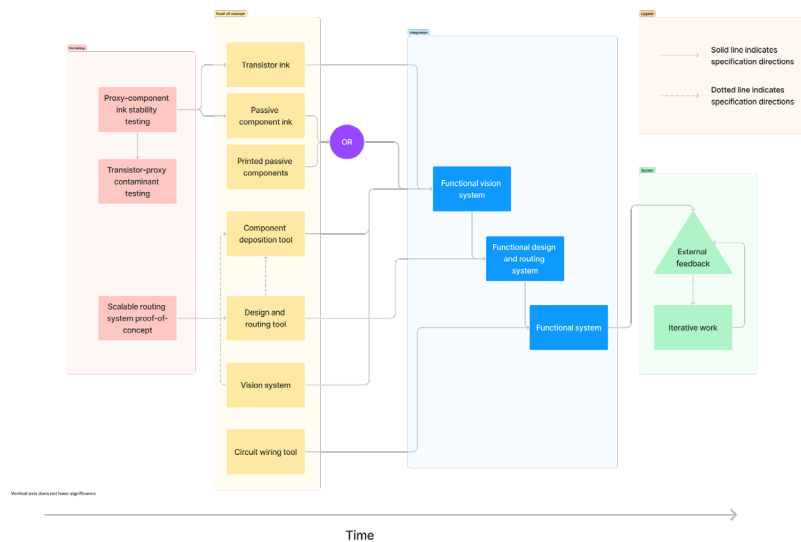 Proof-of-concept
Legend
Integration
Solid line indicates
specification directions
Dotted line indicates
specification directions
Transistor ink
Proxy-component
ink stability
testing
Passive
component ink
OR
Printed passive
components
Transistor-proxy
contaminant
testing
System
Functional vision
system
Component
deposition tool
Functional design
and routing
system
External
feedback
Scalable routing
system proof-of-
concept
Design and
routing tool
Functional system
Iterative work
Vision system
Circuit wiring tool
Vertical axis does not have significance
Time